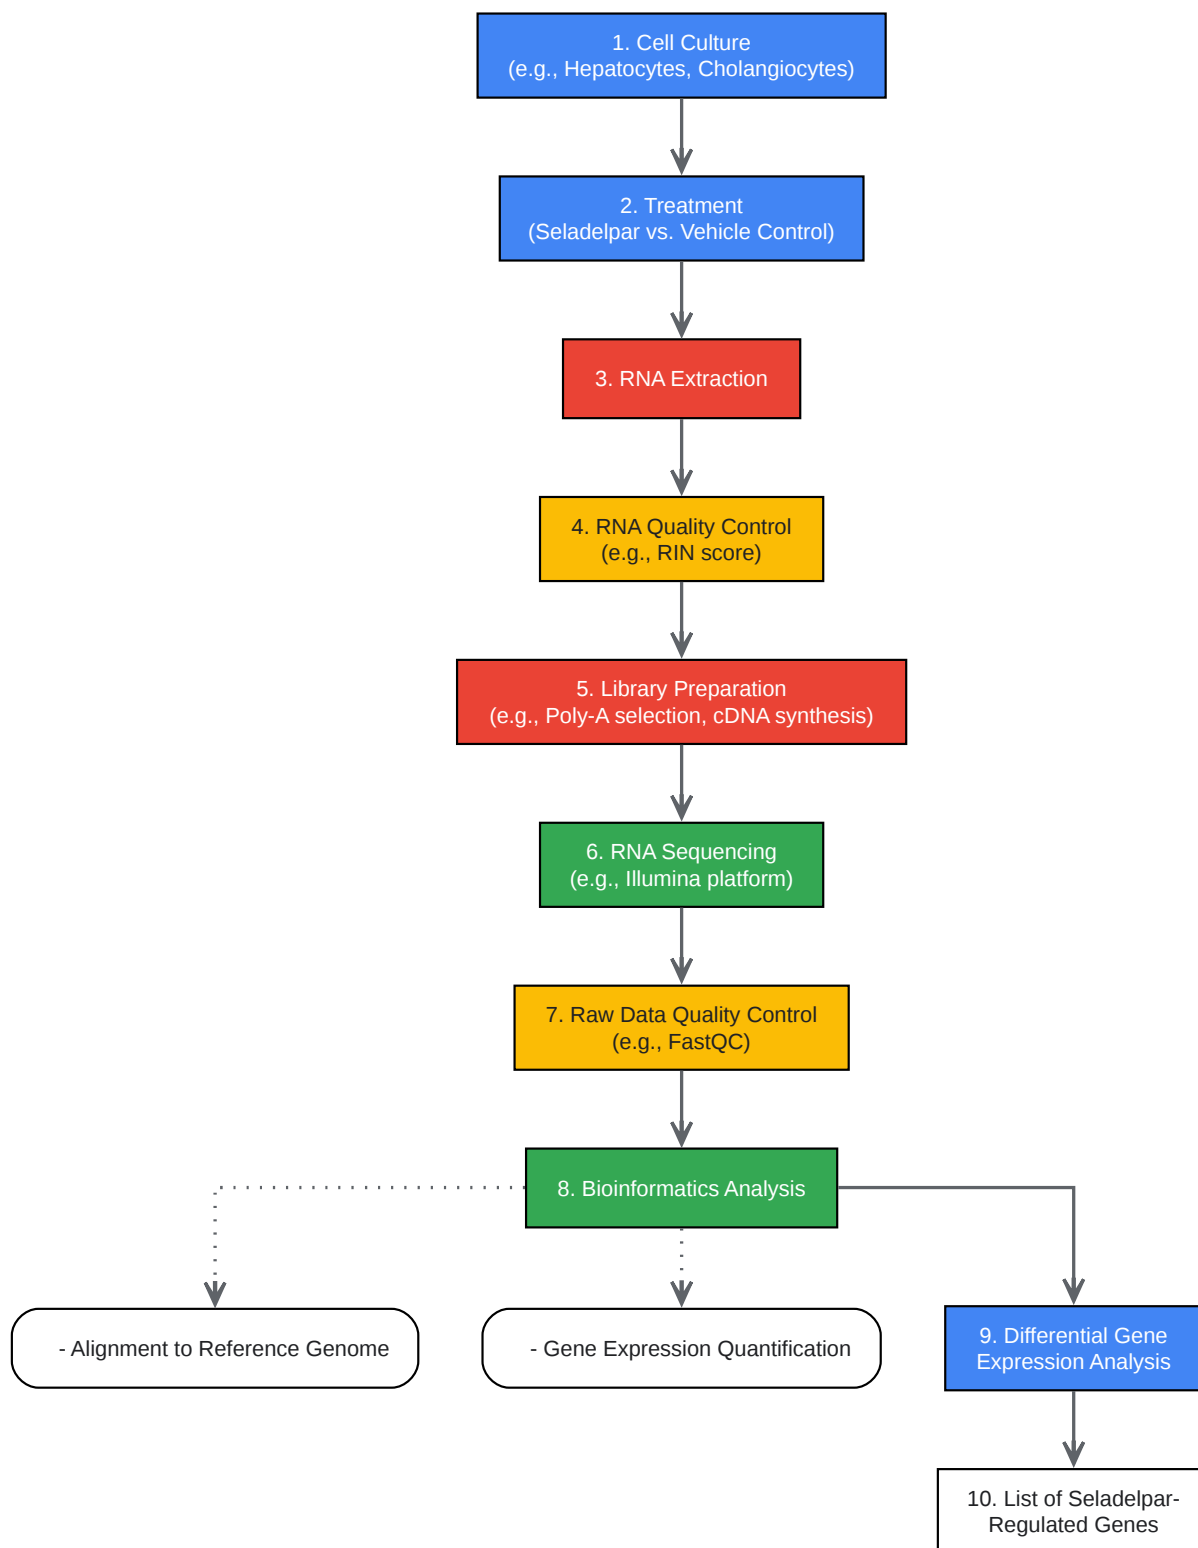 1. Cell Culture
(e.g., Hepatocytes, Cholangiocytes)
2. Treatment
(Seladelpar vs. Vehicle Control)
3. RNA Extraction
4. RNA Quality Control
(e.g., RIN score)
5. Library Preparation
(e.g., Poly-A selection, cDNA synthesis)
6. RNA Sequencing
(e.g., Illumina platform)
7. Raw Data Quality Control
(e.g., FastQC)
8. Bioinformatics Analysis
- Alignment to Reference Genome
- Gene Expression Quantification
9. Differential Gene
Expression Analysis
10. List of Seladelpar-
Regulated Genes